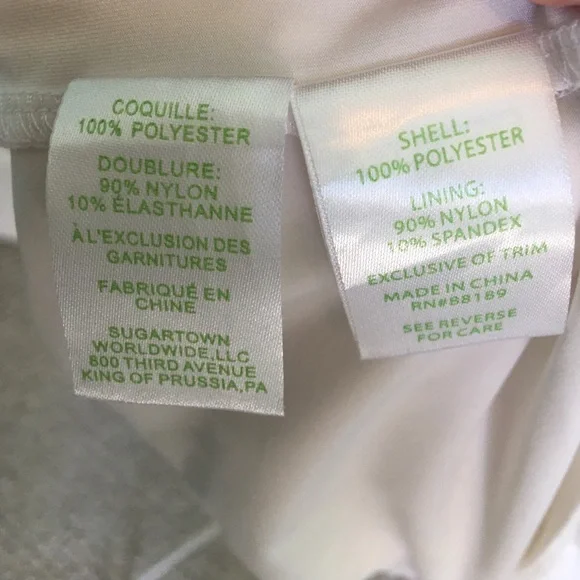 COQUILLE:
100% POLYESTER
DOUBLURE:
90% NYLON
10% ÉLASTHANNE
À L'EXCLUSION DES
GARNITURES
FABRIQUÉ EN
CHINE
SUGARTOWN
WORLDWIDE,LLC
800 THIRD AVENUE
KING OF PRUSSIA,PA
SHELL:
100% POLYESTER
LINING:
90% NYLON
10% SPANDEX
EXCLUSIVE OF TRIM
MADE IN CHINA
RN#88189
SEE REVERSE
FOR CARE